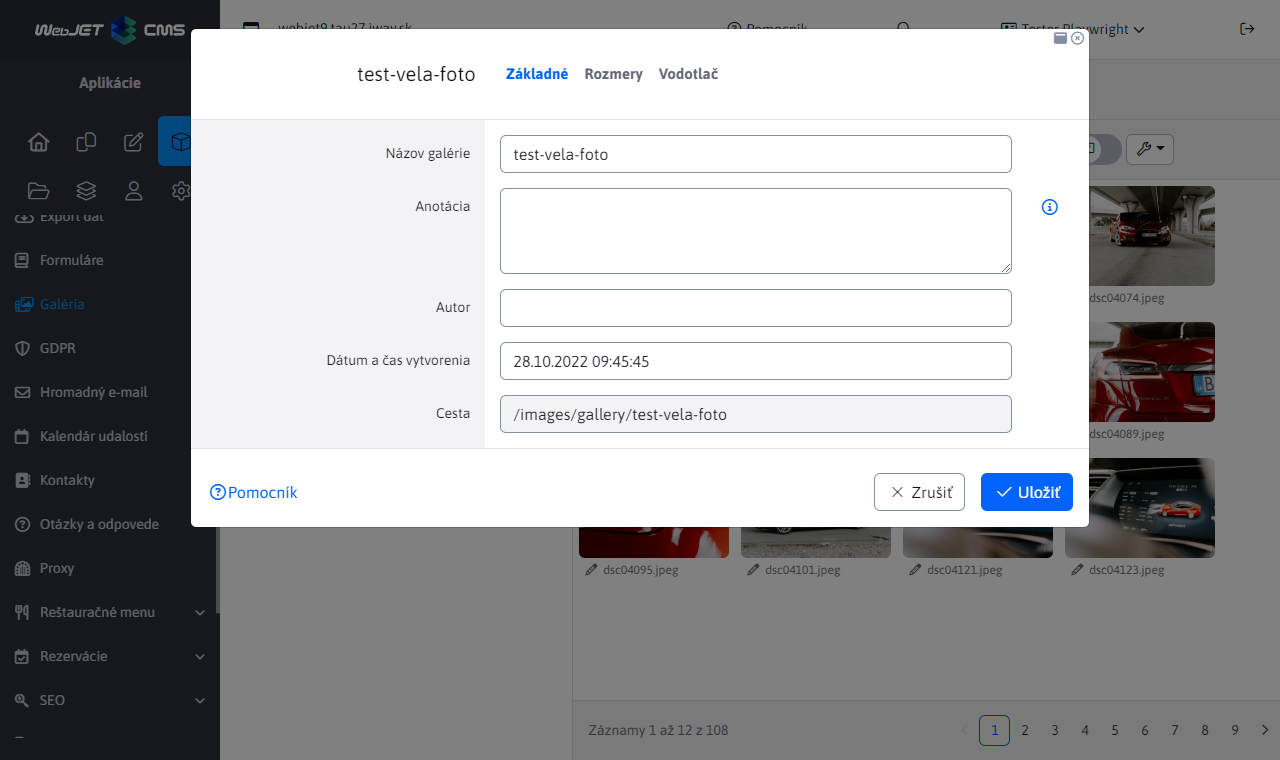 WebJET CMS
webjet9.tau27.iway.sk
Pomocník
Tester Playwright
Aplikácie
Export dát
Formuláre
Galéria
GDPR
Hromadný e-mail
Kalendár udalostí
Kontakty
Otázky a odpovede
Proxy
Reštauračné menu
Rezervácie
SEO
test-vela-foto
Základné
Rozmery
Vodotlač
Názov galérie
test-vela-foto
Anotácia
Autor
Dátum a čas vytvorenia
28.10.2022 09:45:45
Cesta
/images/gallery/test-vela-foto
Pomocník
Zrušiť
Uložiť
dsc04074.jpeg
dsc04089.jpeg
dsc04095.jpeg
dsc04101.jpeg
dsc04121.jpeg
dsc04123.jpeg
Záznamy 1 až 12 z 108
1 2 3 4 5 6 7 8 9